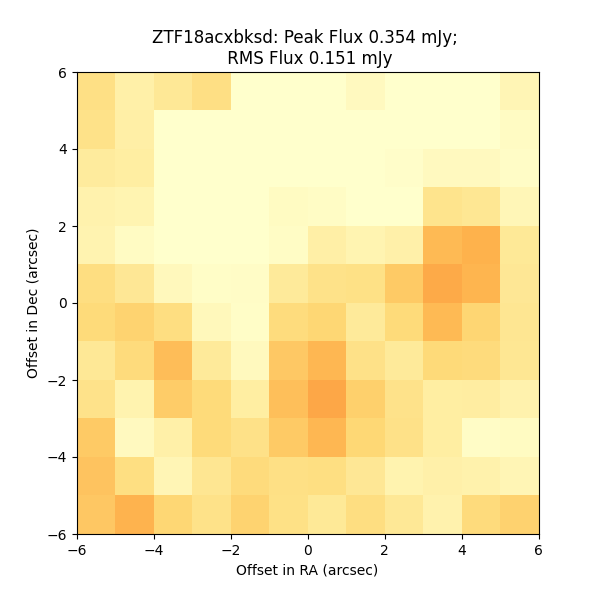 ZTF18acxbksd: Peak Flux 0.354 mJy;
RMS Flux 0.151 mJy
6
4
2
0
−2
−4
−6
Offset in Dec (arcsec)
−6 −4 −2 0 2 4 6
Offset in RA (arcsec)